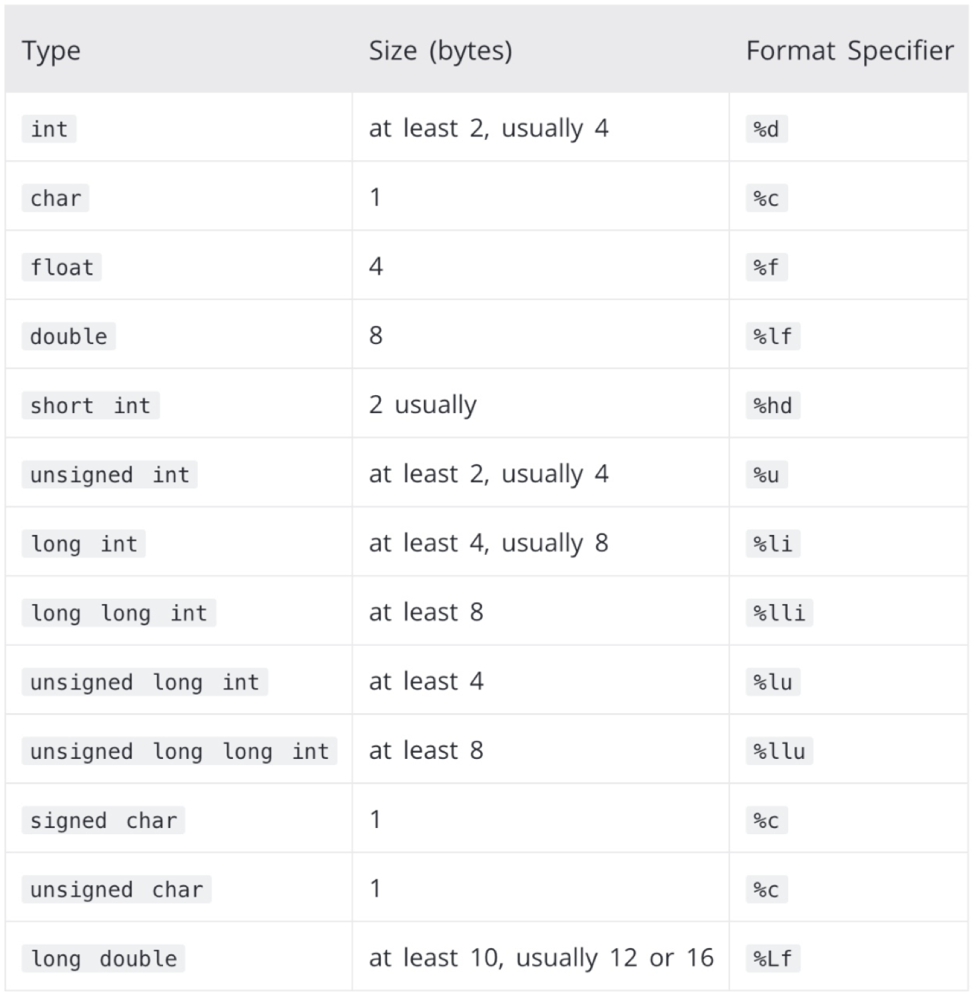 Type Size (bytes) Format Specifier
int at least 2, usually 4 %d
char 1 %c
float 4 %f
double 8 %lf
short int 2 usually %hd
unsigned int at least 2, usually 4 %u
long int at least 4, usually 8 %li
long long int at least 8 %lli
unsigned long int at least 4 %lu
unsigned long long int at least 8 %llu
signed char 1 %c
unsigned char 1 %c
long double at least 10, usually 12 or 16 %Lf